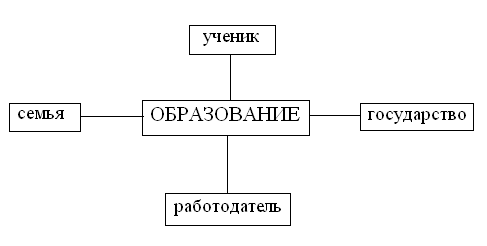 ученик
семья
ОБРАЗОВАНИЕ
государство
работодатель